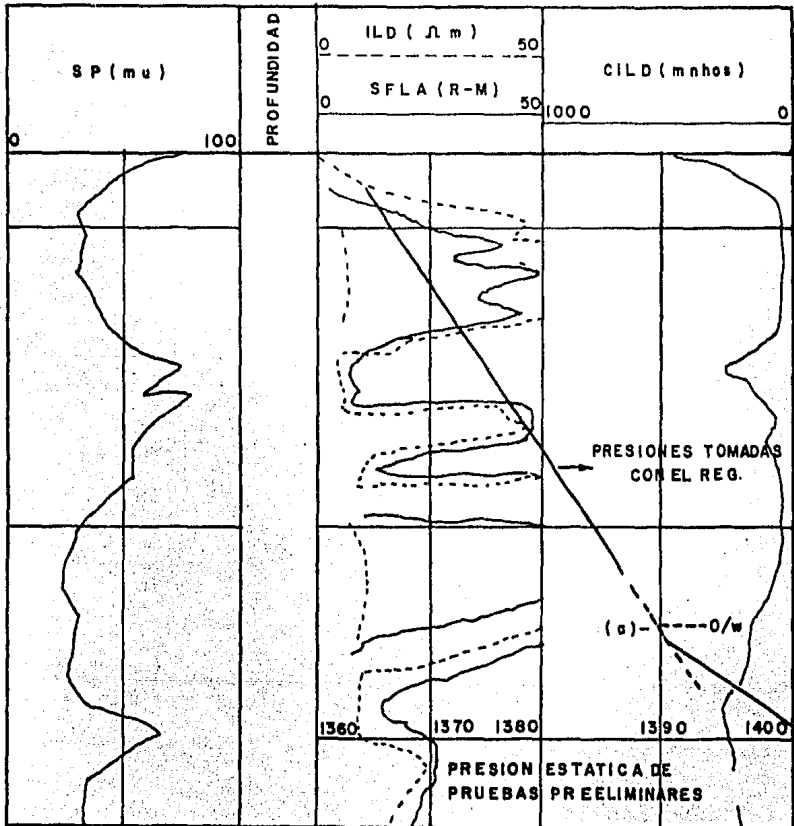 SP(mu)
0 100
PROFUNDIDAD
ILD(Ωm)
0 50
SFLA(R-M)
0 50
CILD(mnhos)
1000 0
PRESIONES TOMADAS
CON EL REG.
(a) O/w
1360 1370 1380 1390 1400
PRESION ESTATICA DE
PRUEBAS PREELIMINARES